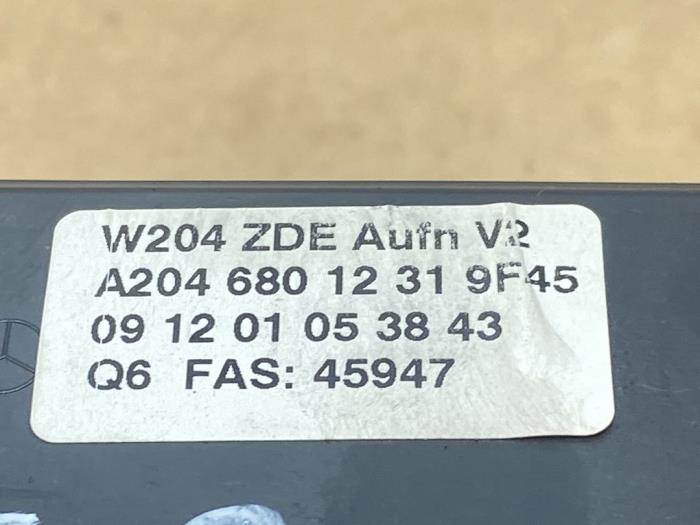 W204 ZDE Aufn V2
A204 680 12 31 9F45
09 12 01 05 38 43
Q6 FAS: 45947